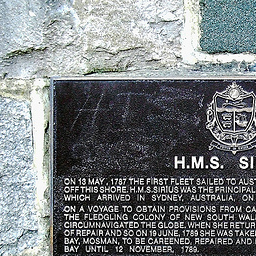 H.M.S. SI
ON 13 MAY, 1787 THE FIRST FLEET SAILED TO AUST
OFF THIS SHORE. H.M.S. SIRIUS WAS THE PRINCIPAL
WHICH ARRIVED IN SYDNEY, AUSTRALIA, ON
ON A VOYAGE TO OBTAIN PROVISIONS FROM CA
THE FLEDGLING COLONY OF NEW SOUTH WAL
CIRCUMNAVIGATED THE GLOBE. WHEN SHE RETUR
OF REPAIR AND SO ON 19 JUNE, 1789 SHE WAS TAKE
BAY, MOSMAN, TO BE CAREENED, REPAIRED AND
BAY UNTIL 12 NOVEMBER, 1789.